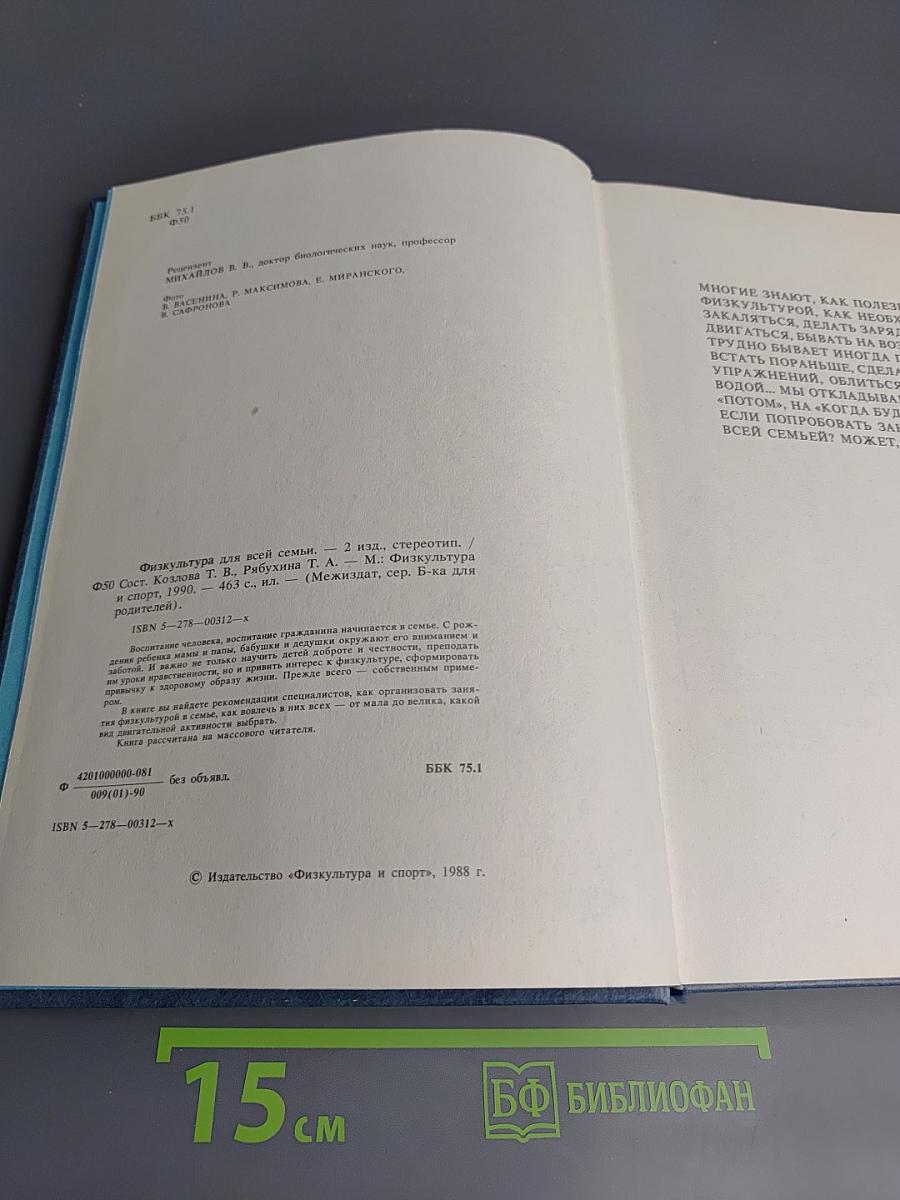 ББК 75.1
Ф50
Рецензент
МИХАЙЛОВ В. В., доктор биологических наук, профессор
Фото
В. ВАСЕНИНА, Р. МАКСИМОВА, Е. МИРАНСКОГО,
В. САФРОНОВА
Физкультура для всей семьи. — 2 изд., стереотип. /
Ф50 Сост. Козлова Т. В., Рябухина Т. А. — М.: Физкультура
и спорт, 1990. — 463 с., ил. — (Межиздат, сер. Б-ка для
родителей).
ISBN 5—278—00312—х
Воспитание человека, воспитание гражданина начинается в семье. С рож-
дения ребенка мамы и папы, бабушки и дедушки окружают его вниманием и
заботой. И важно не только научить детей доброте и честности, преподать
им уроки нравственности, но и привить интерес к физкультуре, сформировать
привычку к здоровому образу жизни. Прежде всего — собственным приме-
ром.
В книге вы найдете рекомендации специалистов, как организовать заня-
тия физкультурой в семье, как вовлечь в них всех — от мала до велика, какой
вид двигательной активности выбрать.
Книга рассчитана на массового читателя.
Ф 4201000000-081 без объявл.
009(01)-90
ББК 75.1
ISBN 5—278—00312—х
© Издательство «Физкультура и спорт», 1988 г.
МНОГИЕ ЗНАЮТ, КАК ПОЛЕЗ
ФИЗКУЛЬТУРОЙ, КАК НЕОБХ
ЗАКАЛЯТЬСЯ, ДЕЛАТЬ ЗАРЯД
ДВИГАТЬСЯ, БЫВАТЬ НА ВОЗ
ТРУДНО БЫВАЕТ ИНОГДА П
ВСТАТЬ ПОРАНЬШЕ, СДЕЛА
УПРАЖНЕНИЙ, ОБЛИТЬСЯ
ВОДОЙ... МЫ ОТКЛАДЫВАЕ
«ПОТОМ», НА «КОГДА БУД
ЕСЛИ ПОПРОБОВАТЬ ЗАН
ВСЕЙ СЕМЬЕЙ? МОЖЕТ,
15 см
БФ БИБЛИОФАН